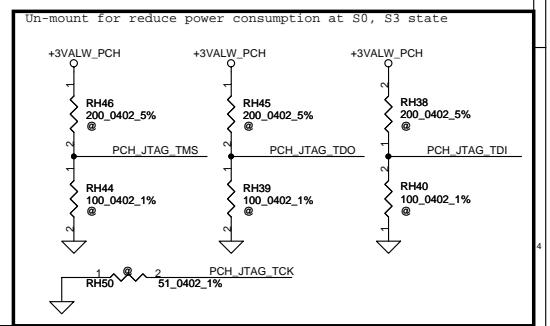 Un-mount for reduce power consumption at S0, S3 state
+3VALW_PCH +3VALW_PCH +3VALW_PCH
1 1 2
RH46 RH45 RH38
200_0402_5% 200_0402_5% 200_0402_5%
@ @ @
2 2 1
PCH_JTAG_TMS PCH_JTAG_TDO PCH_JTAG_TDI
1 1 2
RH44 RH39 RH40
100_0402_1% 100_0402_1% 100_0402_1%
@ @ @
2 2 1
4
1 @ 2 PCH_JTAG_TCK
RH50 51_0402_1%